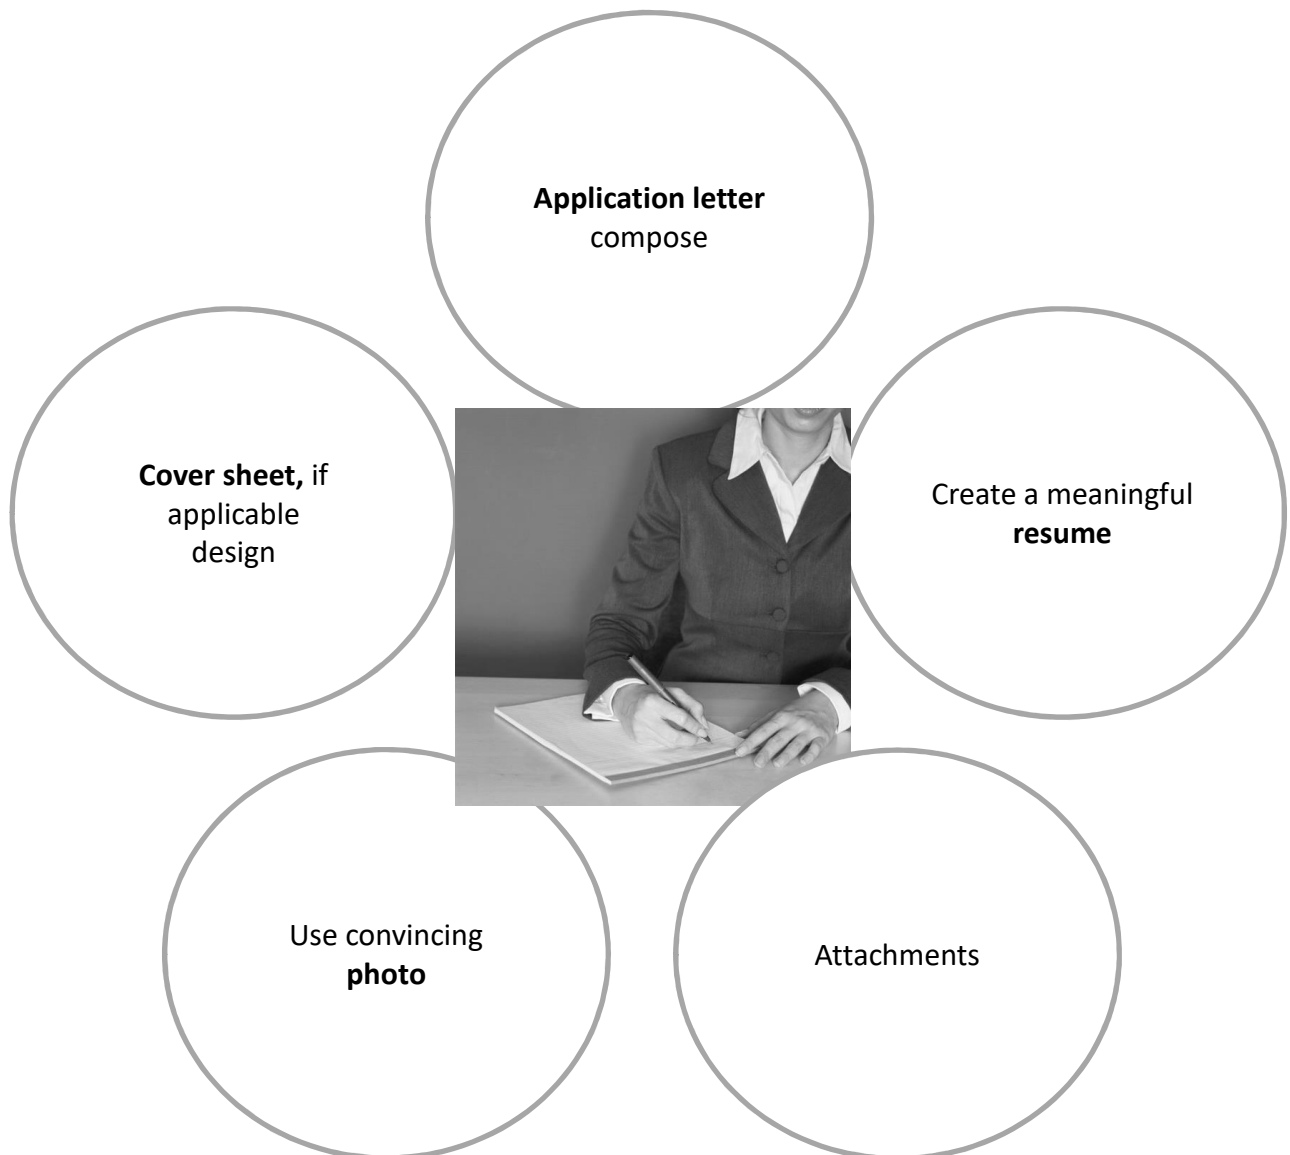 Application letter
compose
Cover sheet, if
applicable
design
Create a meaningful
resume
Use convincing
photo
Attachments